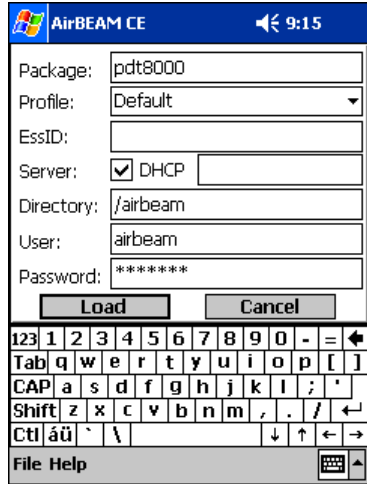 AirBEAM CE 9:15
Package: pdt8000
Profile: Default
EssID:
Server: DHCP
Directory: /airbeam
User: airbeam
Password: *******
Load Cancel
123 1 2 3 4 5 6 7 8 9 0 - =
Tab q w e r t y u i o p [ ]
CAP a s d f g h j k l ; '
Shift z x c v b n m , . /
Ctl áü ` \
File Help